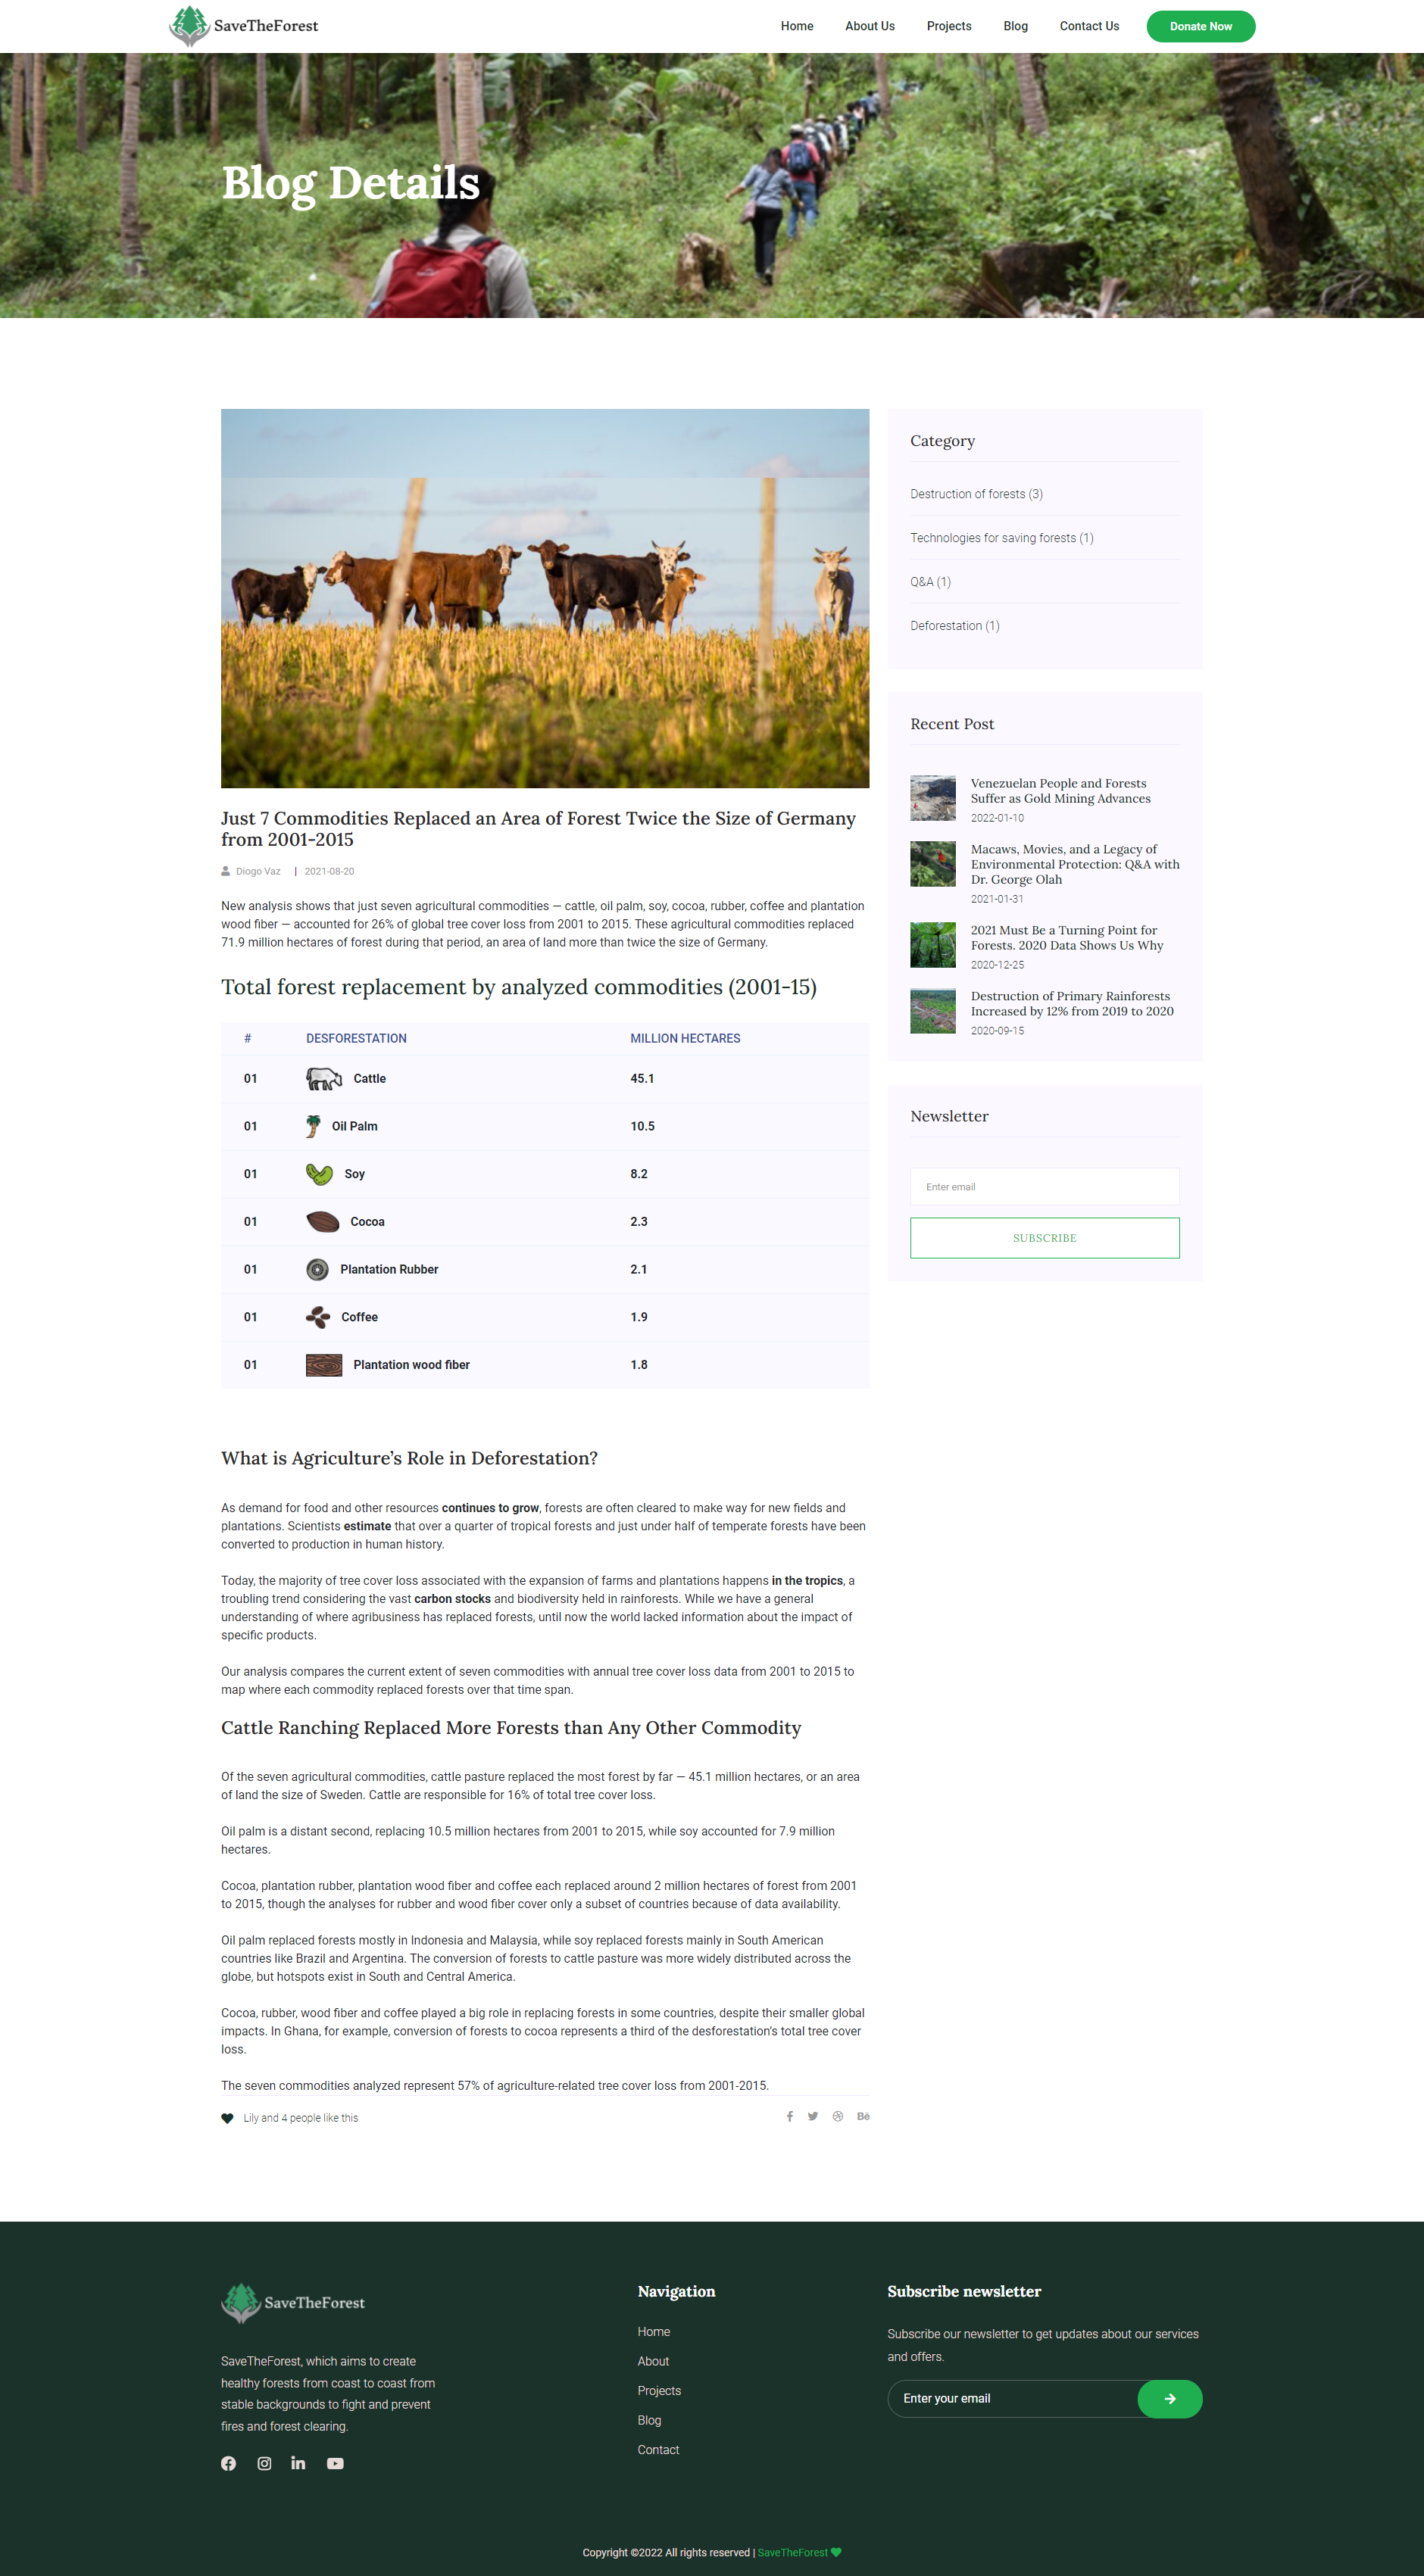 SaveTheForest
Home
About Us
Projects
Blog
Contact Us
Donate Now
Blog Details
Just 7 Commodities Replaced an Area of Forest Twice the Size of Germany
from 2001-2015
Diogo Vaz | 2021-08-20
New analysis shows that just seven agricultural commodities — cattle, oil palm, soy, cocoa, rubber, coffee and plantation
wood fiber — accounted for 26% of global tree cover loss from 2001 to 2015. These agricultural commodities replaced
71.9 million hectares of forest during that period, an area of land more than twice the size of Germany.
Total forest replacement by analyzed commodities (2001-15)
# DESFORESTATION MILLION HECTARES
01 Cattle 45.1
01 Oil Palm 10.5
01 Soy 8.2
01 Cocoa 2.3
01 Plantation Rubber 2.1
01 Coffee 1.9
01 Plantation wood fiber 1.8
What is Agriculture’s Role in Deforestation?
As demand for food and other resources continues to grow, forests are often cleared to make way for new fields and
plantations. Scientists estimate that over a quarter of tropical forests and just under half of temperate forests have been
converted to production in human history.
Today, the majority of tree cover loss associated with the expansion of farms and plantations happens in the tropics, a
troubling trend considering the vast carbon stocks and biodiversity held in rainforests. While we have a general
understanding of where agribusiness has replaced forests, until now the world lacked information about the impact of
specific products.
Our analysis compares the current extent of seven commodities with annual tree cover loss data from 2001 to 2015 to
map where each commodity replaced forests over that time span.
Cattle Ranching Replaced More Forests than Any Other Commodity
Of the seven agricultural commodities, cattle pasture replaced the most forest by far — 45.1 million hectares, or an area
of land the size of Sweden. Cattle are responsible for 16% of total tree cover loss.
Oil palm is a distant second, replacing 10.5 million hectares from 2001 to 2015, while soy accounted for 7.9 million
hectares.
Cocoa, plantation rubber, plantation wood fiber and coffee each replaced around 2 million hectares of forest from 2001
to 2015, though the analyses for rubber and wood fiber cover only a subset of countries because of data availability.
Oil palm replaced forests mostly in Indonesia and Malaysia, while soy replaced forests mainly in South American
countries like Brazil and Argentina. The conversion of forests to cattle pasture was more widely distributed across the
globe, but hotspots exist in South and Central America.
Cocoa, rubber, wood fiber and coffee played a big role in replacing forests in some countries, despite their smaller global
impacts. In Ghana, for example, conversion of forests to cocoa represents a third of the desforestation’s total tree cover
loss.
The seven commodities analyzed represent 57% of agriculture-related tree cover loss from 2001-2015.
Lily and 4 people like this
Category
Destruction of forests (3)
Technologies for saving forests (1)
Q&A (1)
Deforestation (1)
Recent Post
Venezuelan People and Forests
Suffer as Gold Mining Advances
2022-01-10
Macaws, Movies, and a Legacy of
Environmental Protection: Q&A with
Dr. George Olah
2021-01-31
2021 Must Be a Turning Point for
Forests. 2020 Data Shows Us Why
2020-12-25
Destruction of Primary Rainforests
Increased by 12% from 2019 to 2020
2020-09-15
Newsletter
Enter email
SUBSCRIBE
SaveTheForest
SaveTheForest, which aims to create
healthy forests from coast to coast from
stable backgrounds to fight and prevent
fires and forest clearing.
Navigation
Home
About
Projects
Blog
Contact
Subscribe newsletter
Subscribe our newsletter to get updates about our services
and offers.
Enter your email
Copyright ©2022 All rights reserved | SaveTheForest